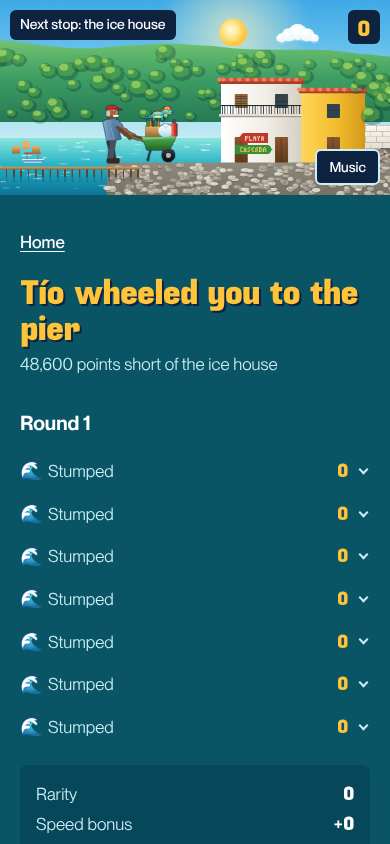 Next stop: the ice house
0
PLAYA
CASCADA
Music
Home
Tío wheeled you to the
pier
48,600 points short of the ice house
Round 1
Stumped 0
Stumped 0
Stumped 0
Stumped 0
Stumped 0
Stumped 0
Stumped 0
Rarity 0
Speed bonus +0